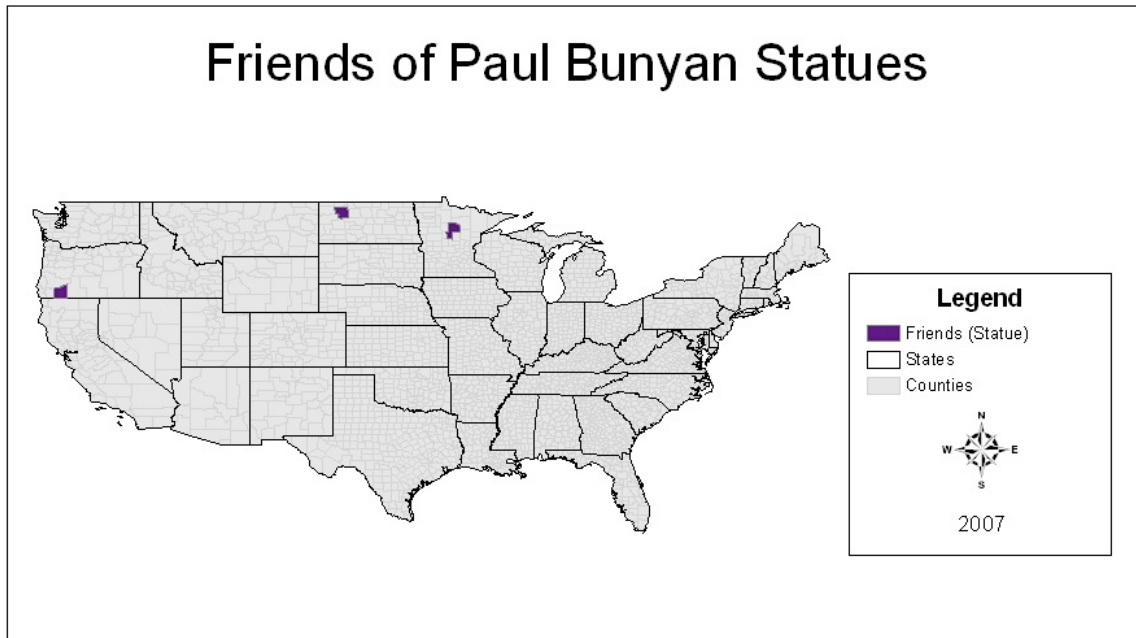 Friends of Paul Bunyan Statues
Legend
Friends (Statue)
States
Counties
N
W E
S
2007